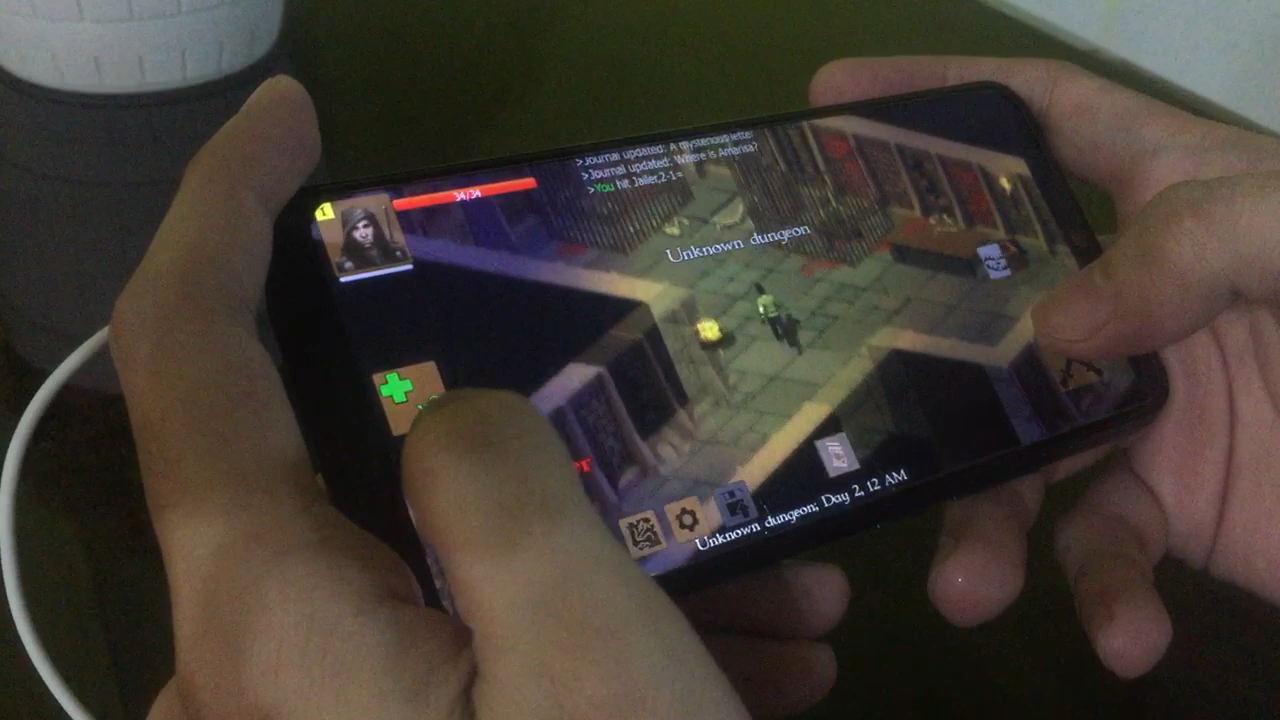 >Journal updated: A mysterious letter
>Journal updated: Where is Amarisa?
>You hit Jailer,2-1=
I
34/34
Unknown dungeon
Unknown dungeon; Day 2, 12 AM